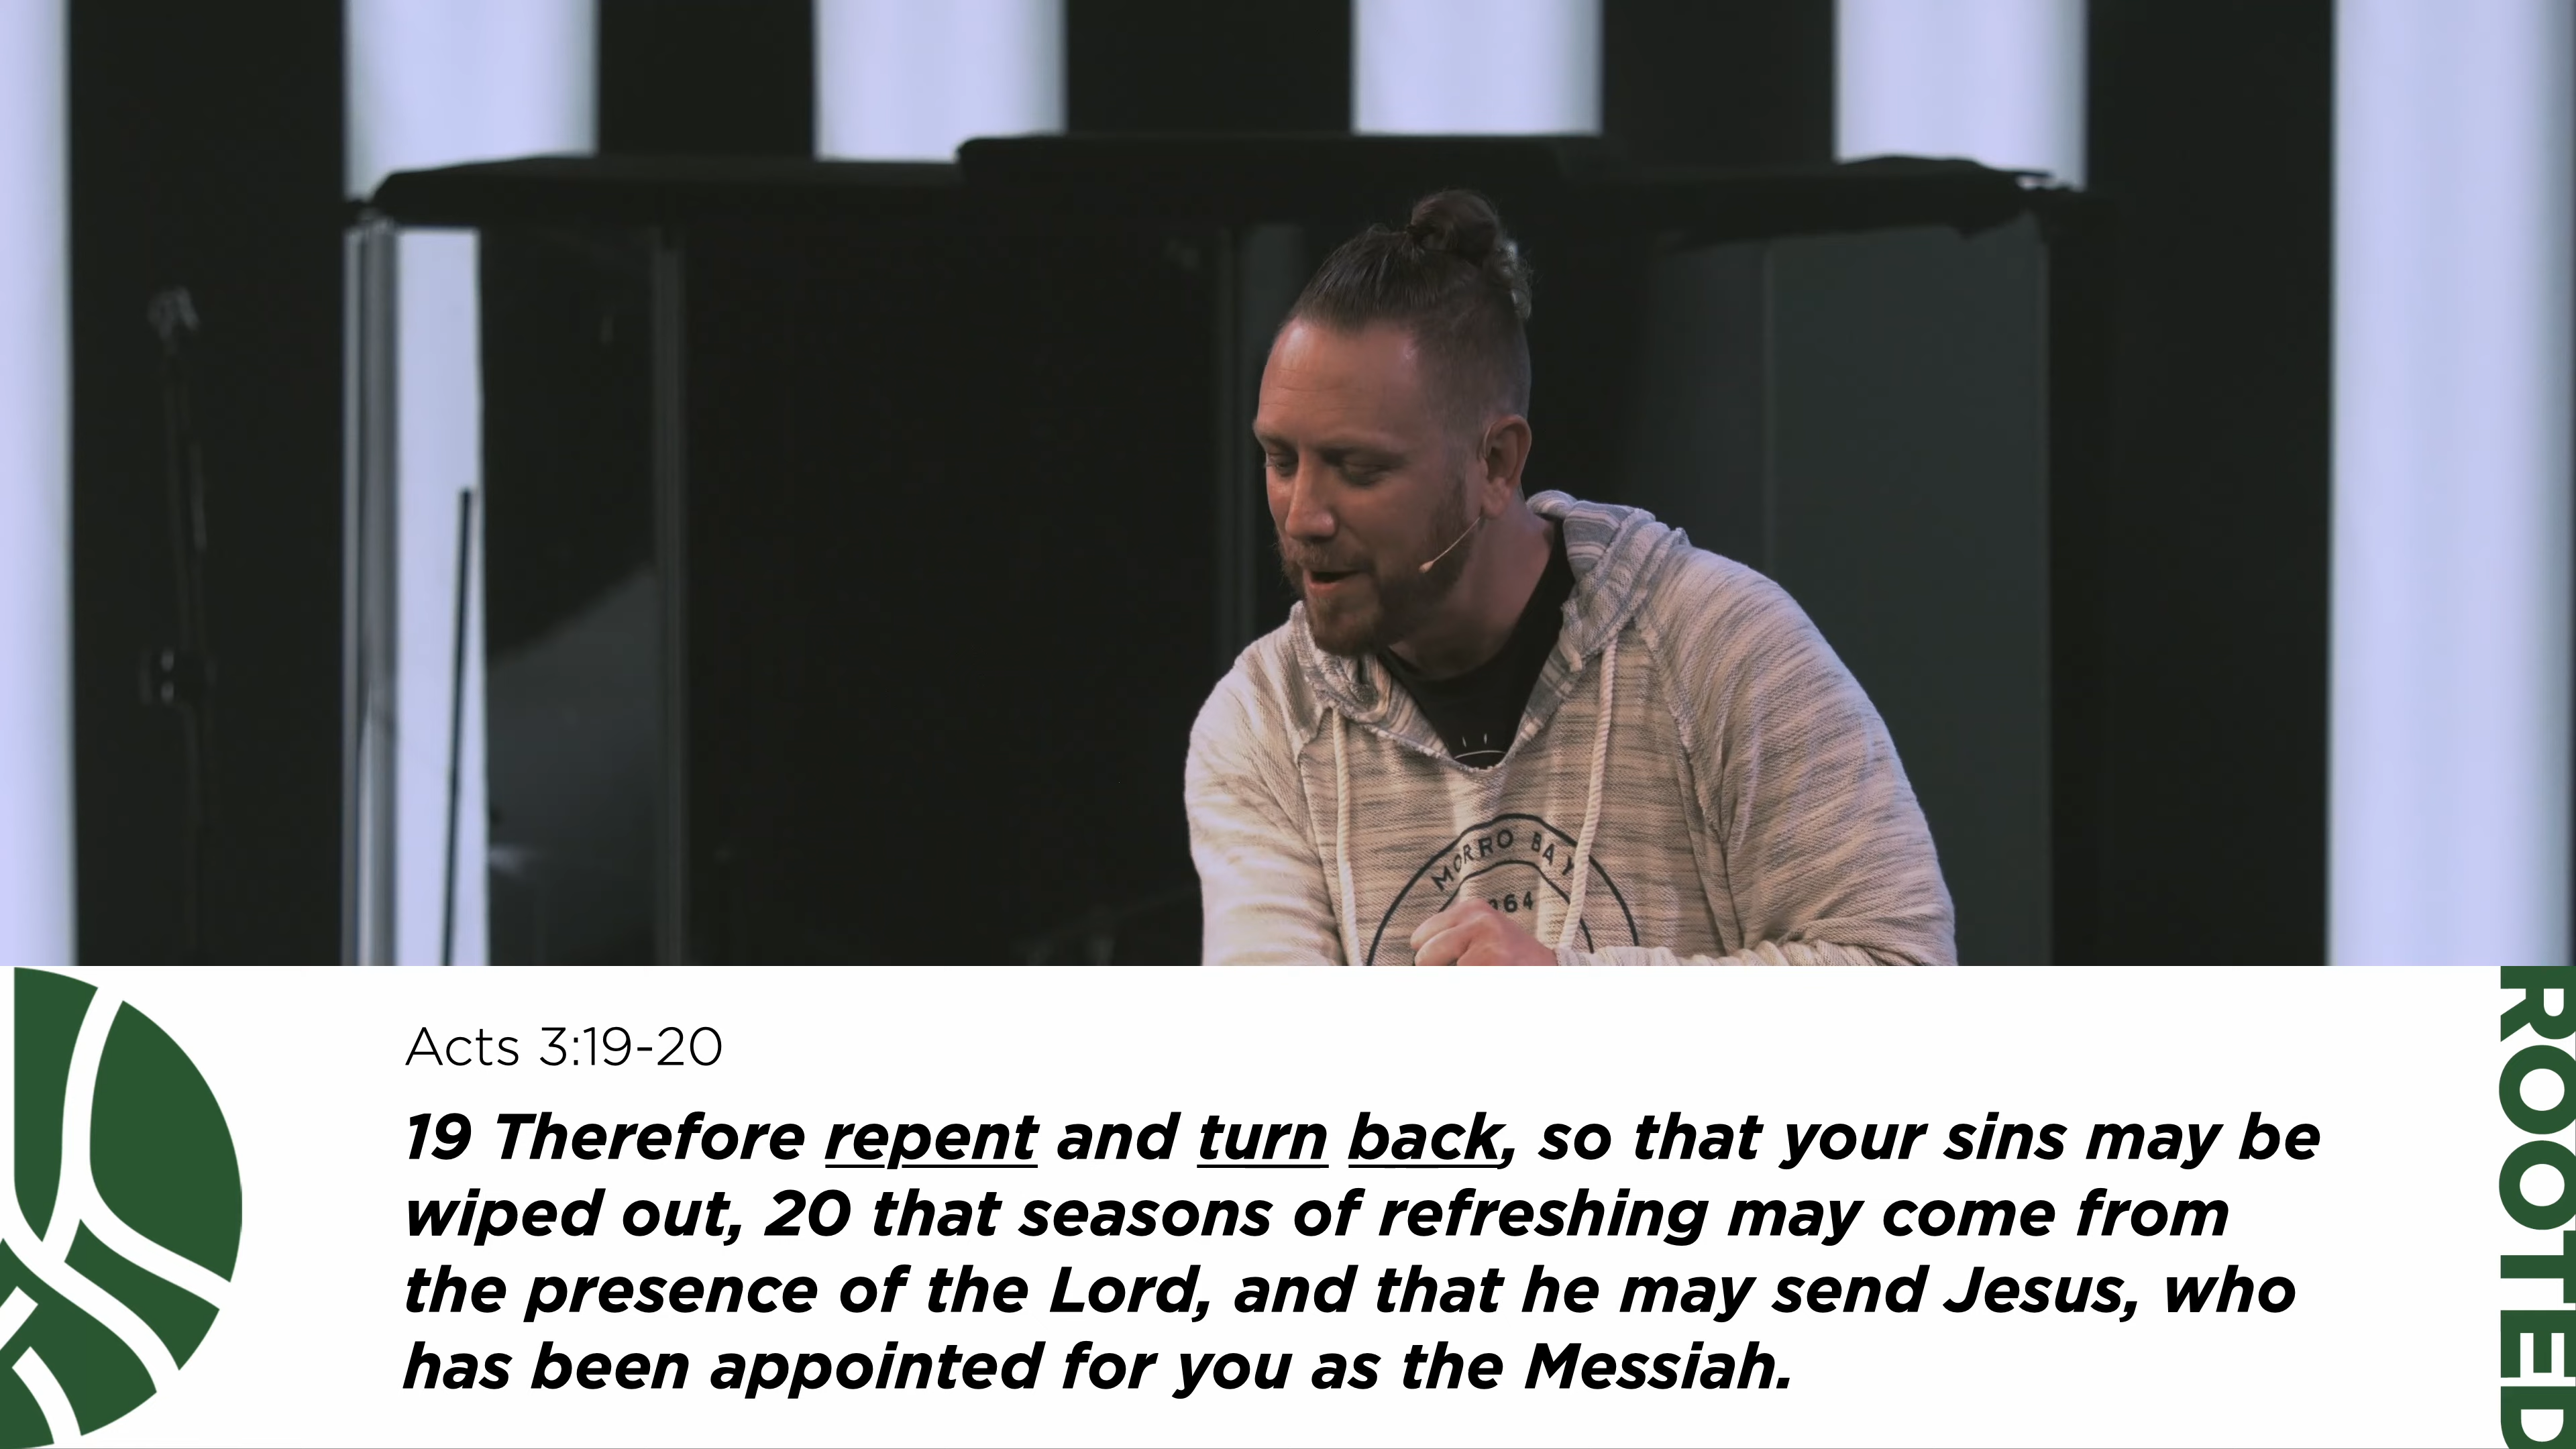 MORRO BAY
964
Acts 3:19-20
19 Therefore repent and turn back, so that your sins may be
wiped out, 20 that seasons of refreshing may come from
the presence of the Lord, and that he may send Jesus, who
has been appointed for you as the Messiah.
ROOTED